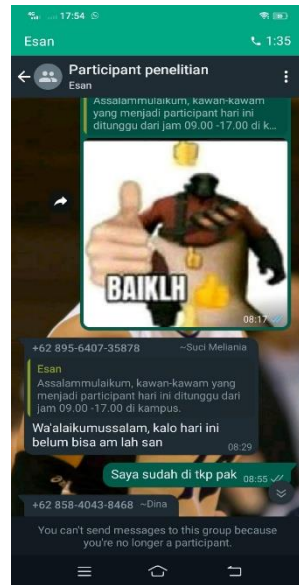 17:54
Esan
1:35
Participant penelitian
Esan
Assalammulaikum, kawan-kawam
yang menjadi participant hari ini
ditunggu dari jam 09.00 -17.00 di k...
BAIKLH
08:17
+62 895-6407-35878 ~Suci Meliania
Esan
Assalammulaikum, kawan-kawam yang
menjadi participant hari ini ditunggu dari
jam 09.00 -17.00 di kampus.
Wa'alaikumussalam, kalo hari ini
belum bisa am lah san
08:29
Saya sudah di tkp pak 08:55
+62 858-4043-8468 ~Dina
You can't send messages to this group because
you're no longer a participant.